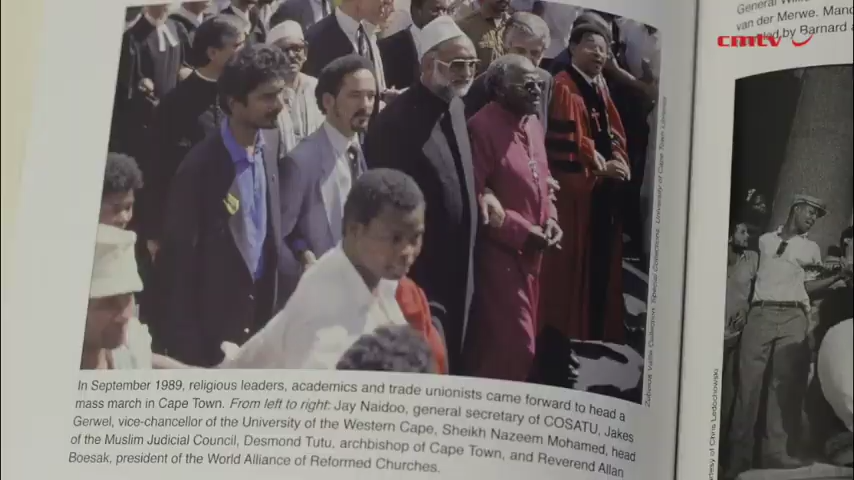 General
van der Merwe. Mand
by Barnard
cmtv
Zubeida Vallie Collection, Special Collections, University of Cape Town Libraries
In September 1989, religious leaders, academics and trade unionists came forward to head a
mass march in Cape Town. From left to right: Jay Naidoo, general secretary of COSATU, Jakes
Gerwel, vice-chancellor of the University of the Western Cape, Sheikh Nazeem Mohamed, head
of the Muslim Judicial Council, Desmond Tutu, archbishop of Cape Town, and Reverend Allan
Boesak, president of the World Alliance of Reformed Churches.
of Chris Ledochowski